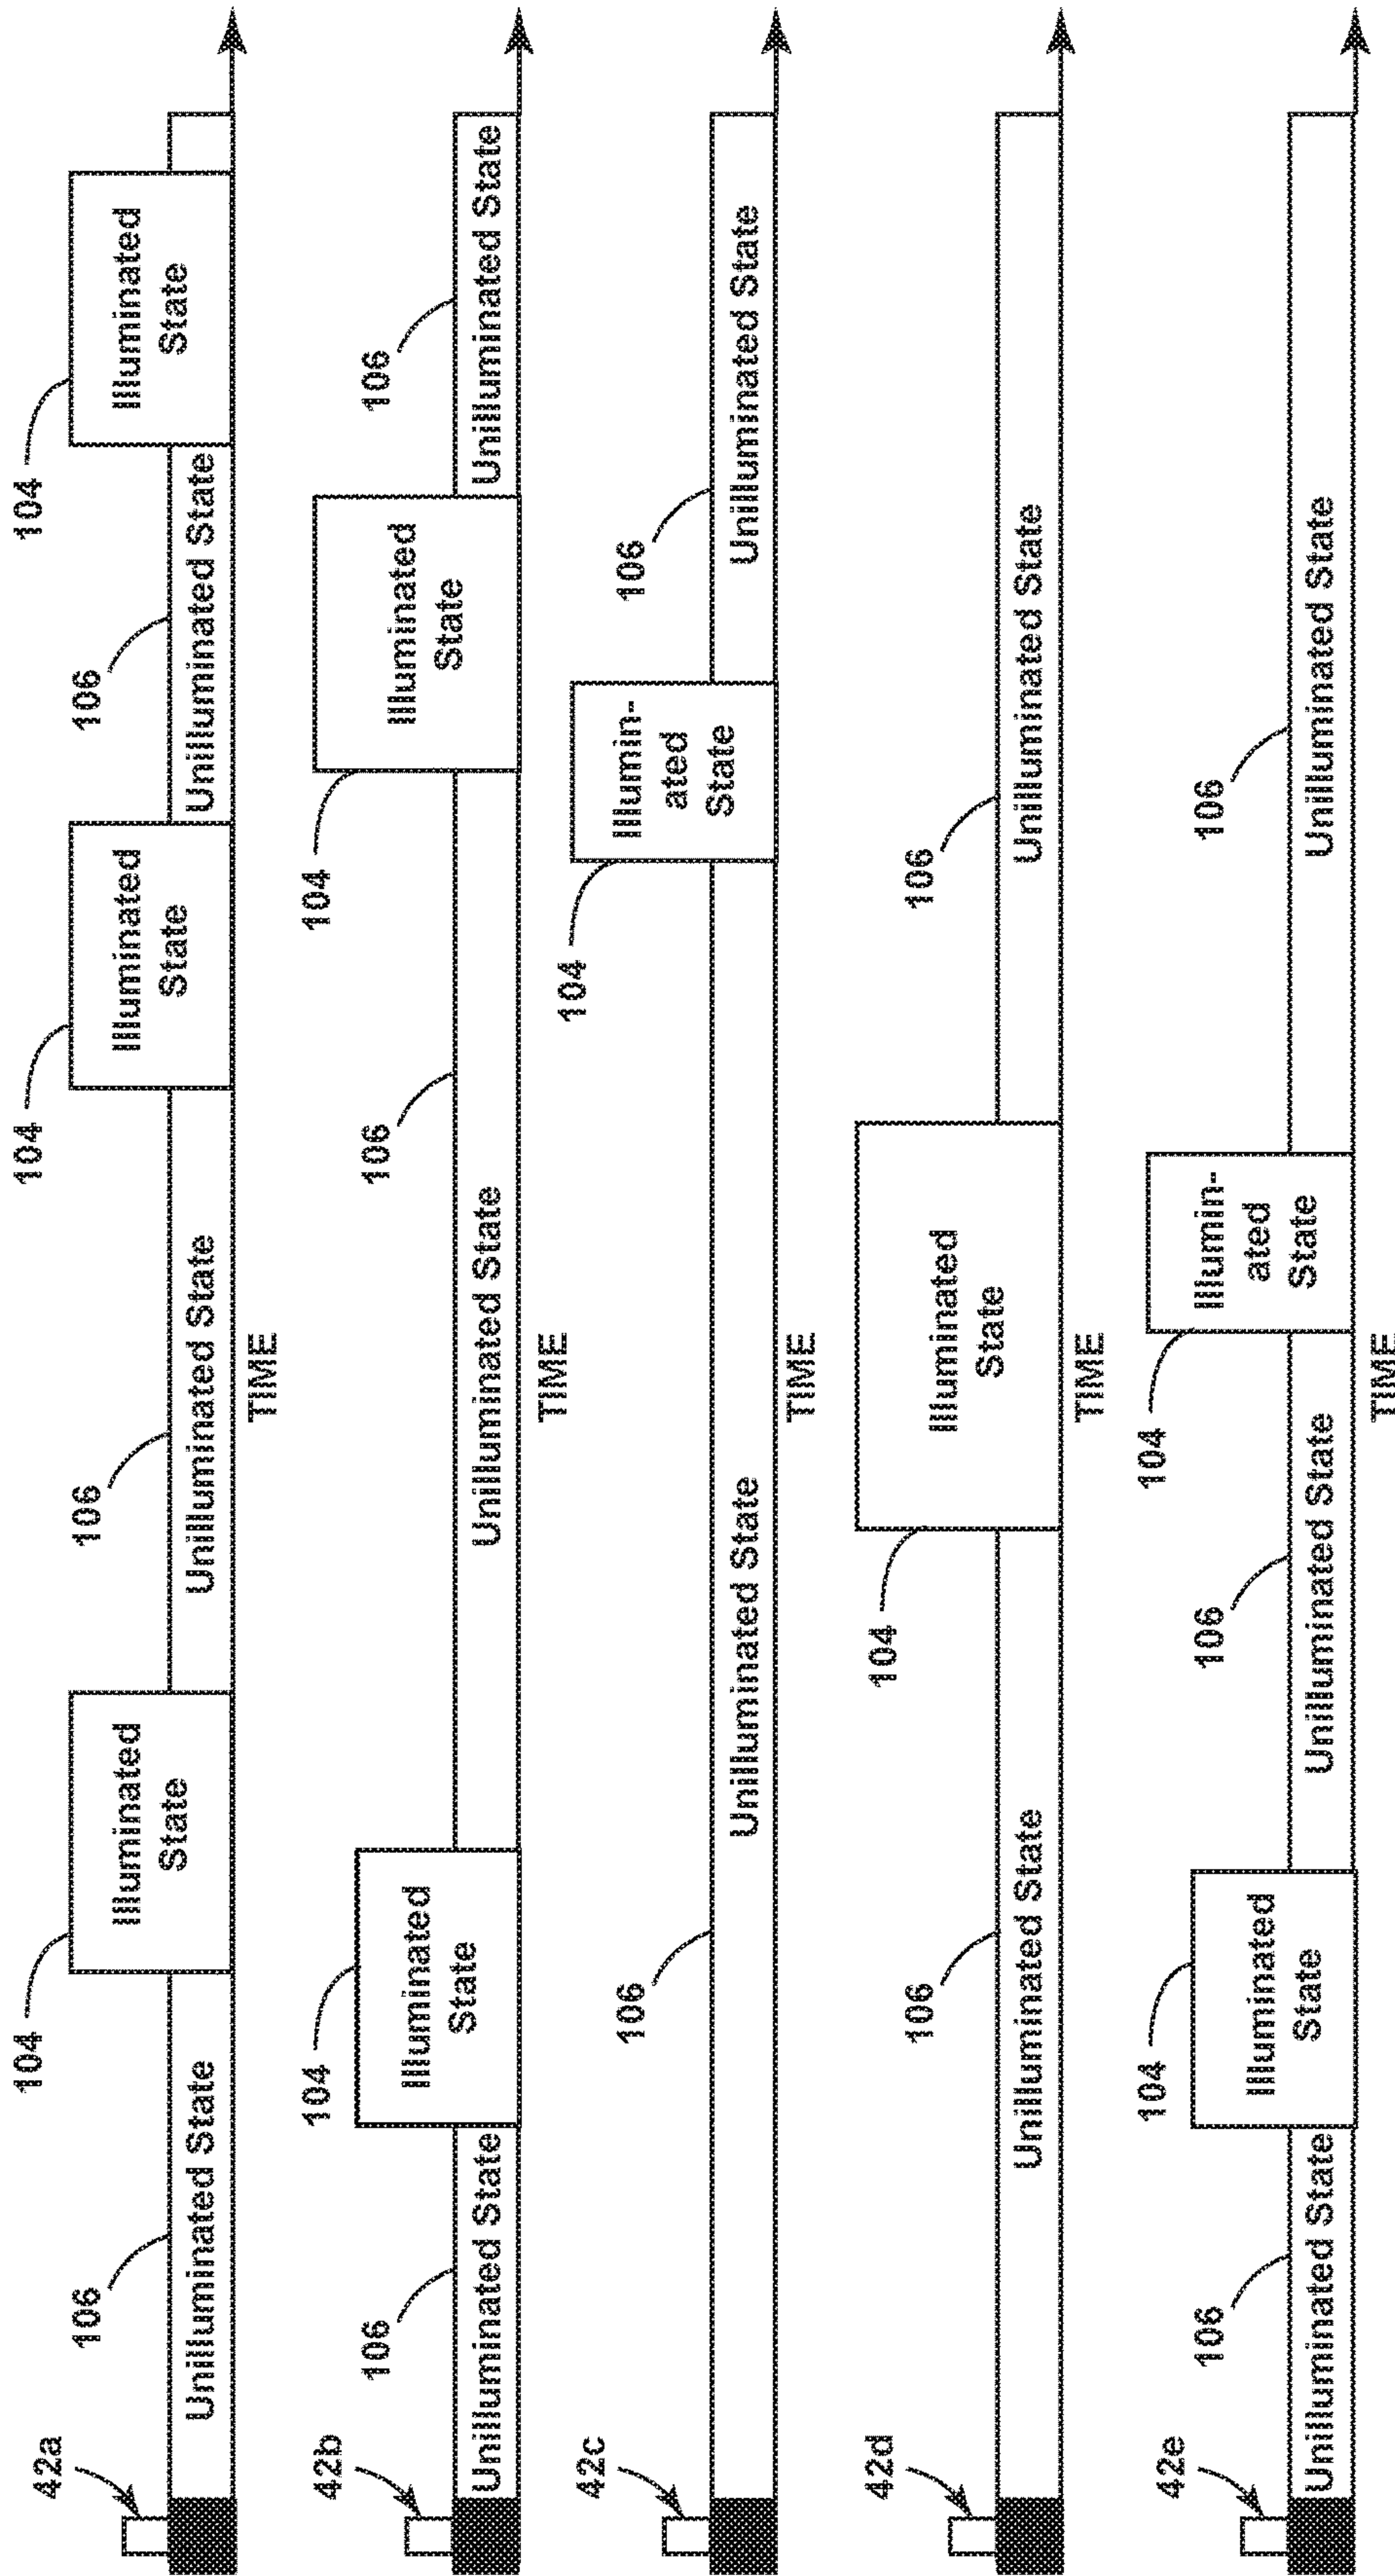 42a
106
Unilluminated State
104
Illuminated
State
106
Unilluminated State
104
Illuminated
State
106
Unilluminated State
104
Illuminated
State
TIME
42b
106
Unilluminated State
104
Illuminated
State
106
Unilluminated State
104
Illuminated
State
106
Unilluminated State
TIME
42c
106
Unilluminated State
104
Illumin-
ated
State
106
Unilluminated State
TIME
42d
106
Unilluminated State
104
Illuminated
State
106
Unilluminated State
TIME
42e
106
Unilluminated State
104
Illuminated
State
106
Unilluminated State
104
Illumin-
ated
State
106
Unilluminated State
TIME